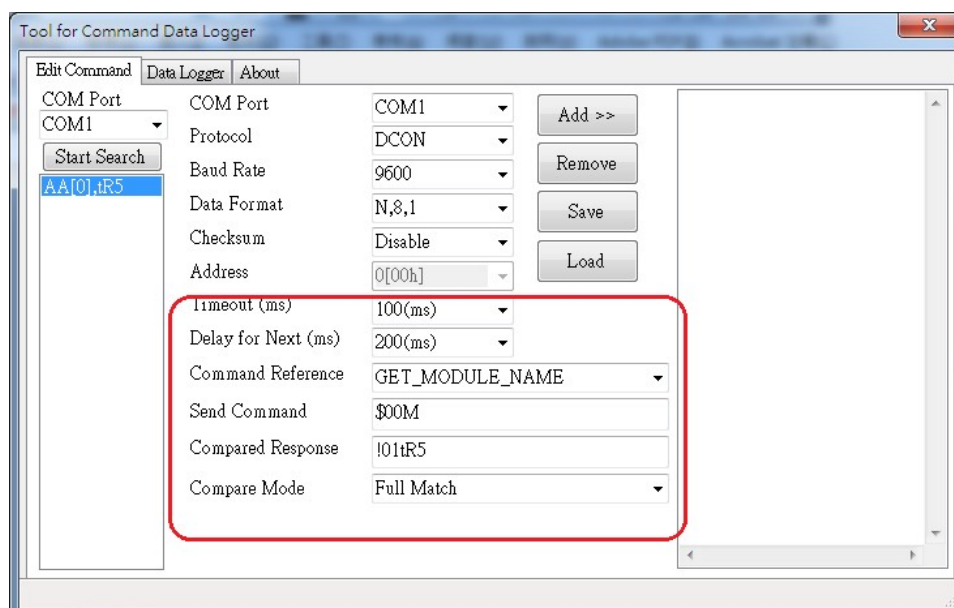 Tool for Command Data Logger
Edit Command Data Logger About
COM Port
COM1
Start Search
AA[0],tR5
COM Port COM1
Protocol DCON
Baud Rate 9600
Data Format N,8,1
Checksum Disable
Address 0[00h]
Timeout (ms) 100(ms)
Delay for Next (ms) 200(ms)
Command Reference GET_MODULE_NAME
Send Command $00M
Compared Response !01tR5
Compare Mode Full Match
Add >>
Remove
Save
Load